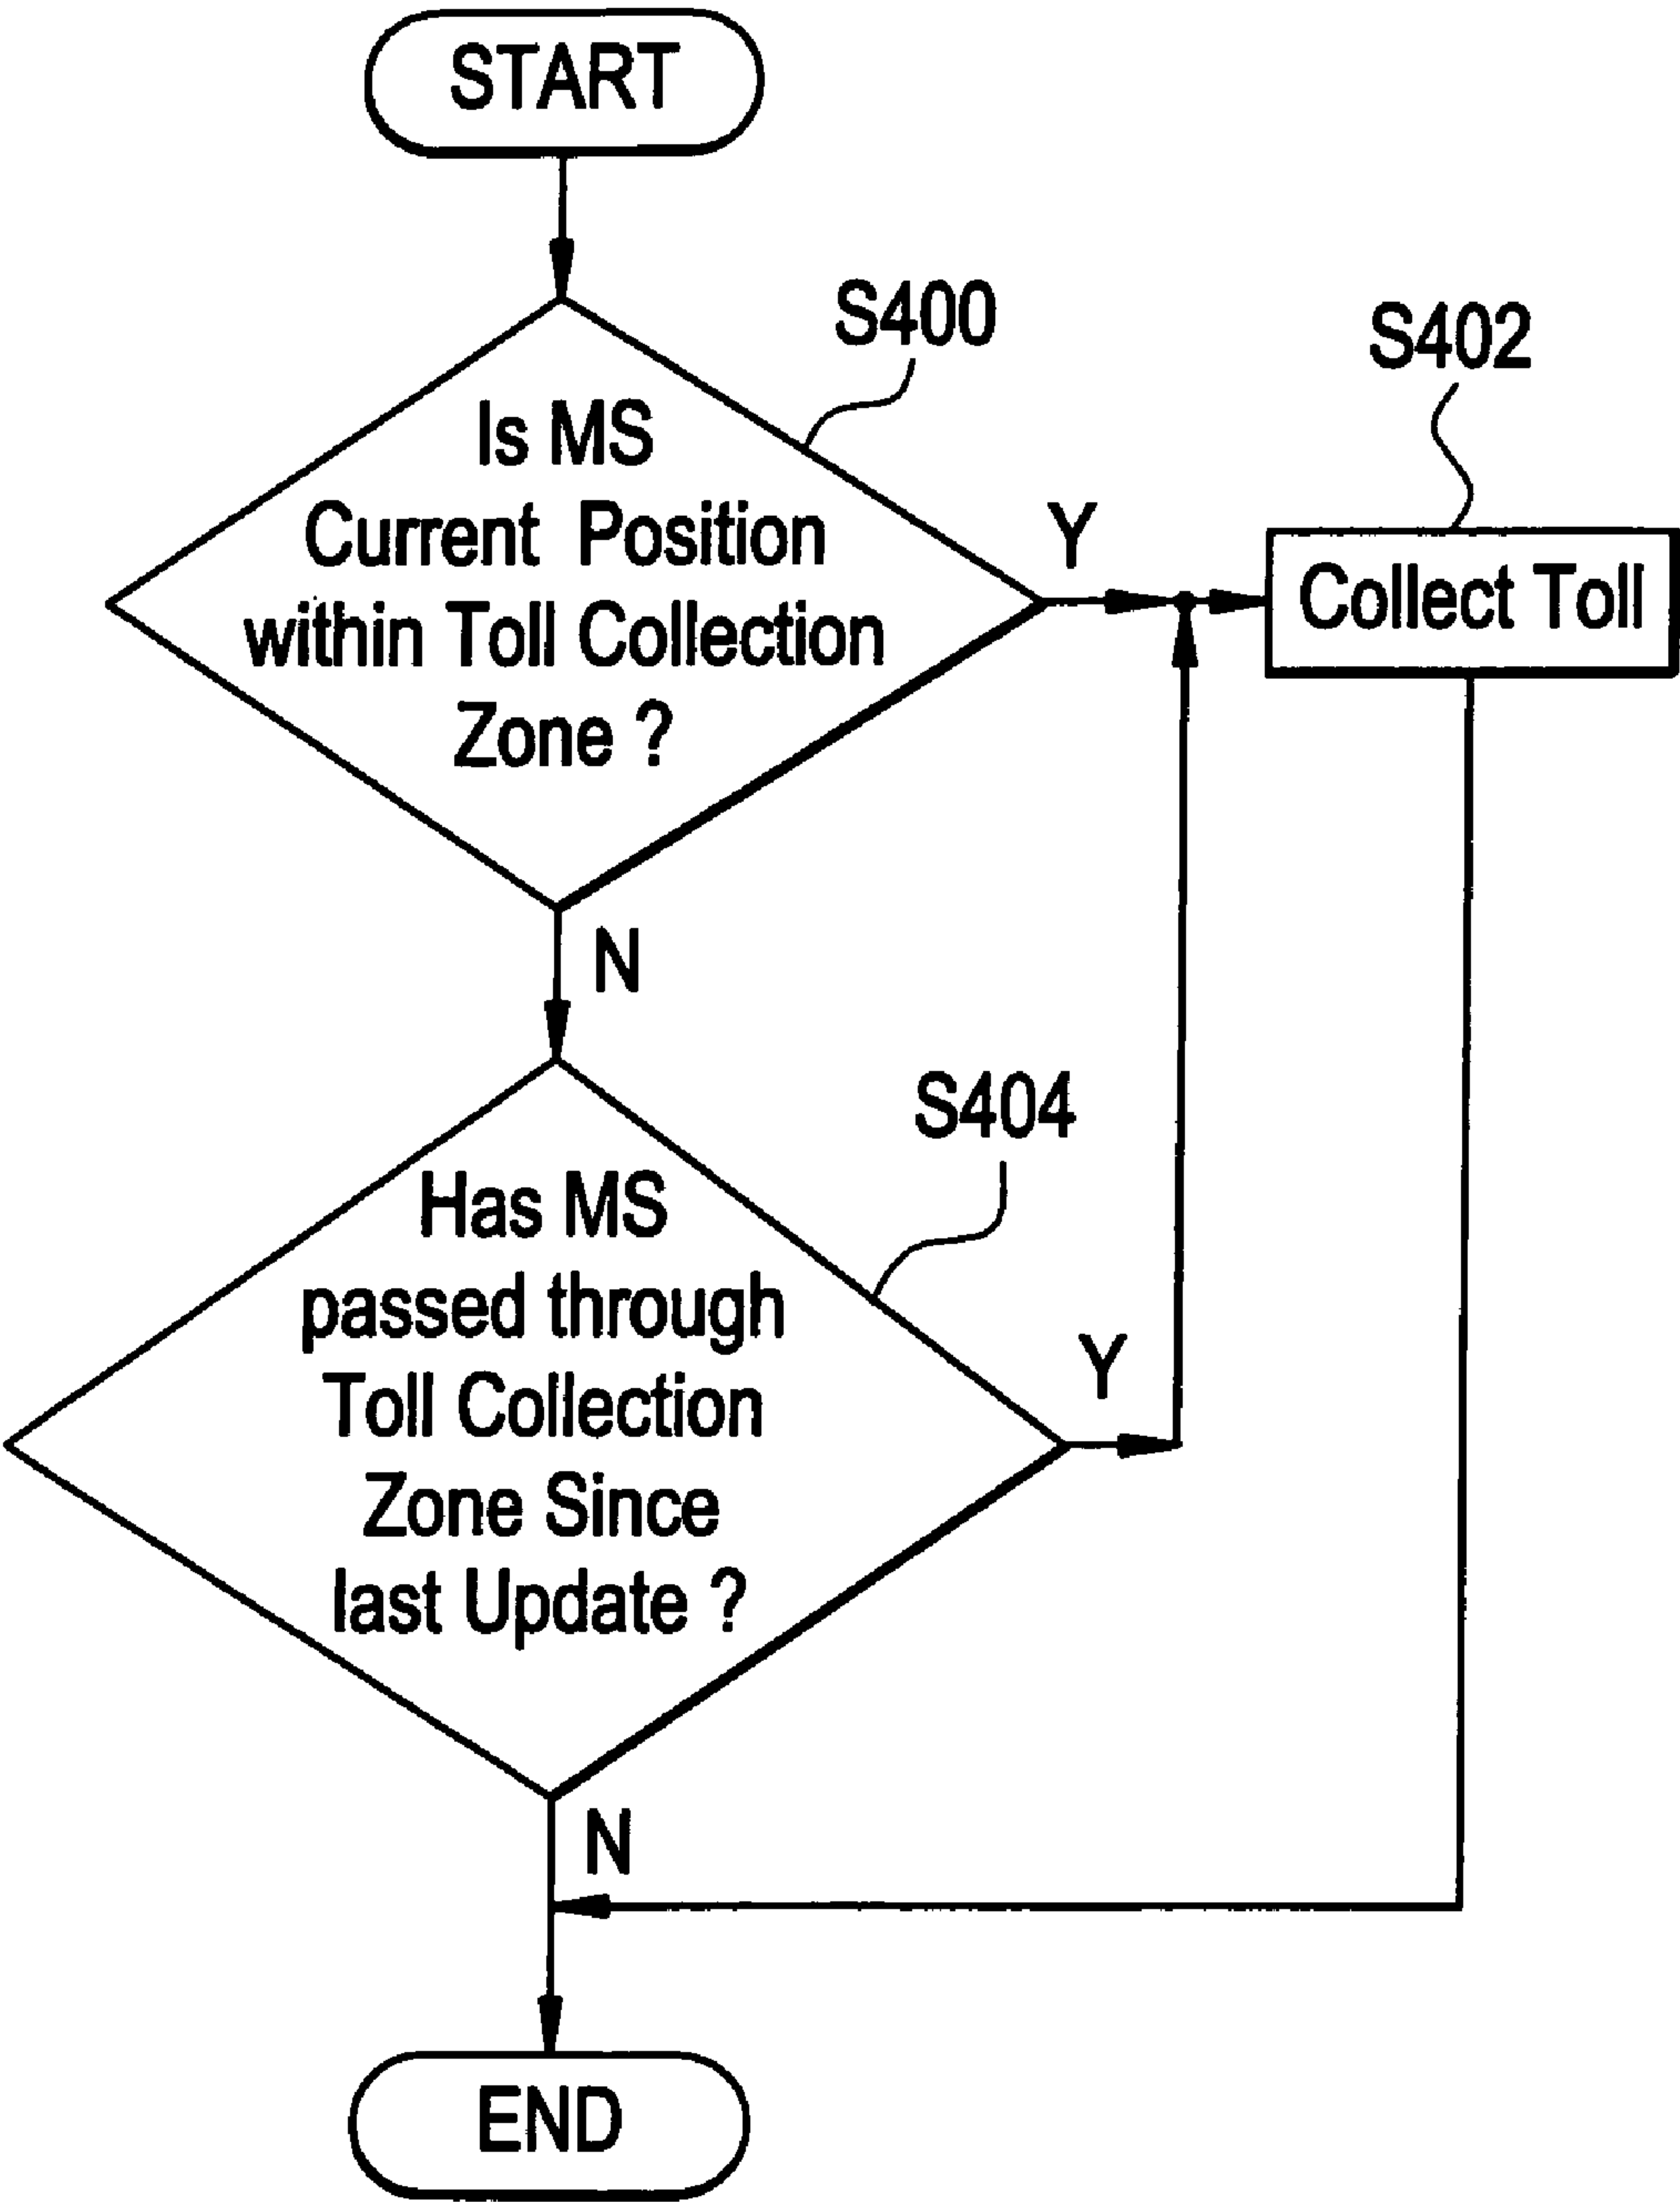 START
S400
S402
Is MS
Current Position
within Toll Collection
Zone ?
Y
Collect Toll
N
S404
Has MS
passed through
Toll Collection
Zone Since
last Update ?
Y
N
END